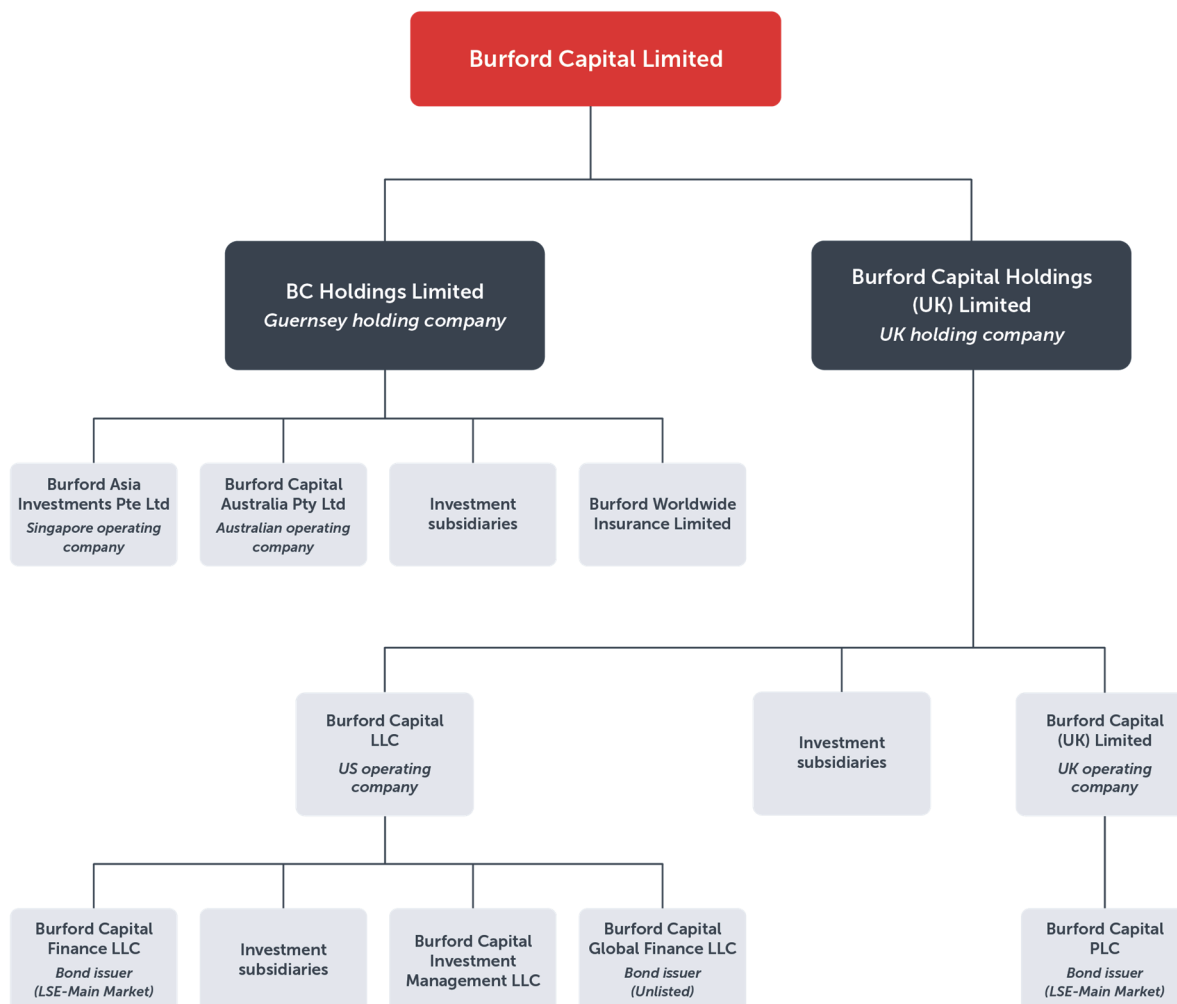 Burford Capital Limited
BC Holdings Limited
Guernsey holding company
Burford Capital Holdings
(UK) Limited
UK holding company
Burford Asia
Investments Pte Ltd
Singapore operating
company
Burford Capital
Australia Pty Ltd
Australian operating
company
Investment
subsidiaries
Burford Worldwide
Insurance Limited
Burford Capital
LLC
US operating
company
Investment
subsidiaries
Burford Capital
(UK) Limited
UK operating
company
Burford Capital
Finance LLC
Bond issuer
(LSE-Main Market)
Investment
subsidiaries
Burford Capital
Investment
Management LLC
Burford Capital
Global Finance LLC
Bond issuer
(Unlisted)
Burford Capital
PLC
Bond issuer
(LSE-Main Market)